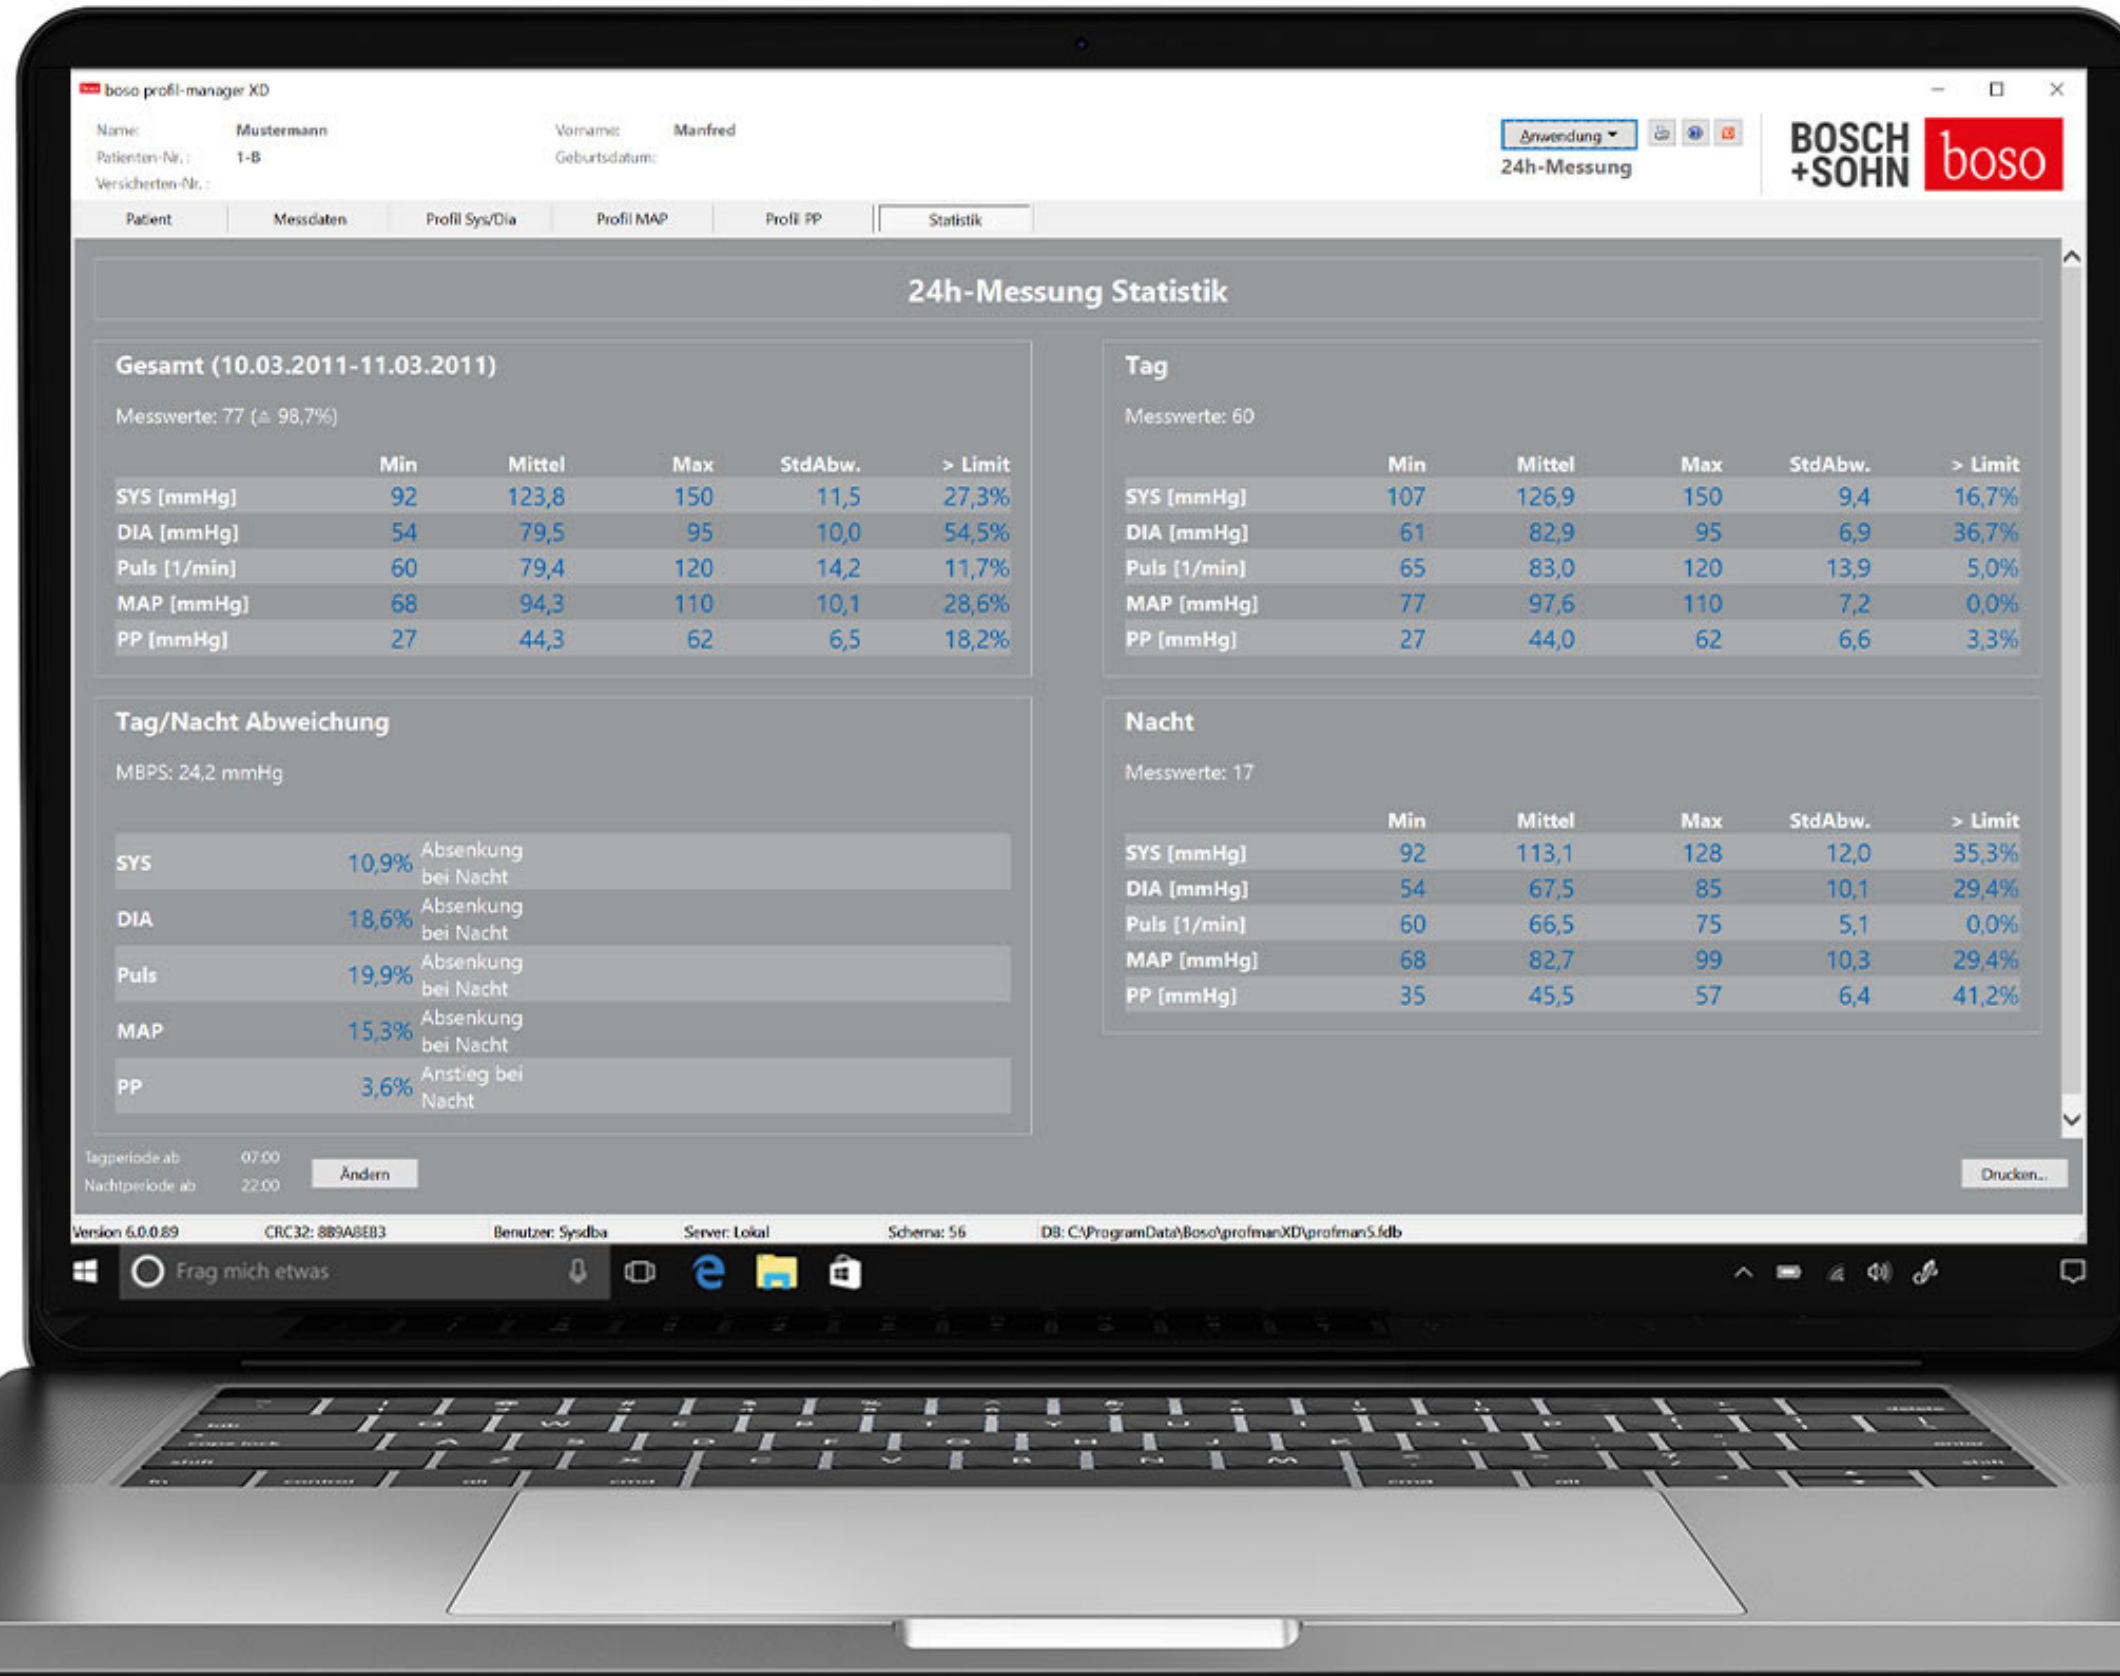 boso boso profil-manager XD
Name: Mustermann Vorname: Manfred
Patienten-Nr.: 1-B Geburtsdatum:
Versicherten-Nr.:
Anwendung
24h-Messung
BOSCH
+SOHN
boso
Patient Messdaten Profil Sys/Dia Profil MAP Profil PP Statistik
24h-Messung Statistik
Gesamt (10.03.2011-11.03.2011)
Messwerte: 77 (≙ 98,7%)
Min Mittel Max StdAbw. > Limit
SYS [mmHg] 92 123,8 150 11,5 27,3%
DIA [mmHg] 54 79,5 95 10,0 54,5%
Puls [1/min] 60 79,4 120 14,2 11,7%
MAP [mmHg] 68 94,3 110 10,1 28,6%
PP [mmHg] 27 44,3 62 6,5 18,2%
Tag
Messwerte: 60
Min Mittel Max StdAbw. > Limit
SYS [mmHg] 107 126,9 150 9,4 16,7%
DIA [mmHg] 61 82,9 95 6,9 36,7%
Puls [1/min] 65 83,0 120 13,9 5,0%
MAP [mmHg] 77 97,6 110 7,2 0,0%
PP [mmHg] 27 44,0 62 6,6 3,3%
Tag/Nacht Abweichung
MBPS: 24,2 mmHg
SYS 10,9% Absenkung
bei Nacht
DIA 18,6% Absenkung
bei Nacht
Puls 19,9% Absenkung
bei Nacht
MAP 15,3% Absenkung
bei Nacht
PP 3,6% Anstieg bei
Nacht
Nacht
Messwerte: 17
Min Mittel Max StdAbw. > Limit
SYS [mmHg] 92 113,1 128 12,0 35,3%
DIA [mmHg] 54 67,5 85 10,1 29,4%
Puls [1/min] 60 66,5 75 5,1 0,0%
MAP [mmHg] 68 82,7 99 10,3 29,4%
PP [mmHg] 35 45,5 57 6,4 41,2%
Tagperiode ab 07:00
Nachtperiode ab 22:00
Ändern
Drucken...
Version 6.0.0.89 CRC32: 8B9A8E83 Benutzer: Sysdba Server: Lokal Schema: 56 DB: C:\ProgramData\Boso\profmanXD\profman5.fdb
Frag mich etwas